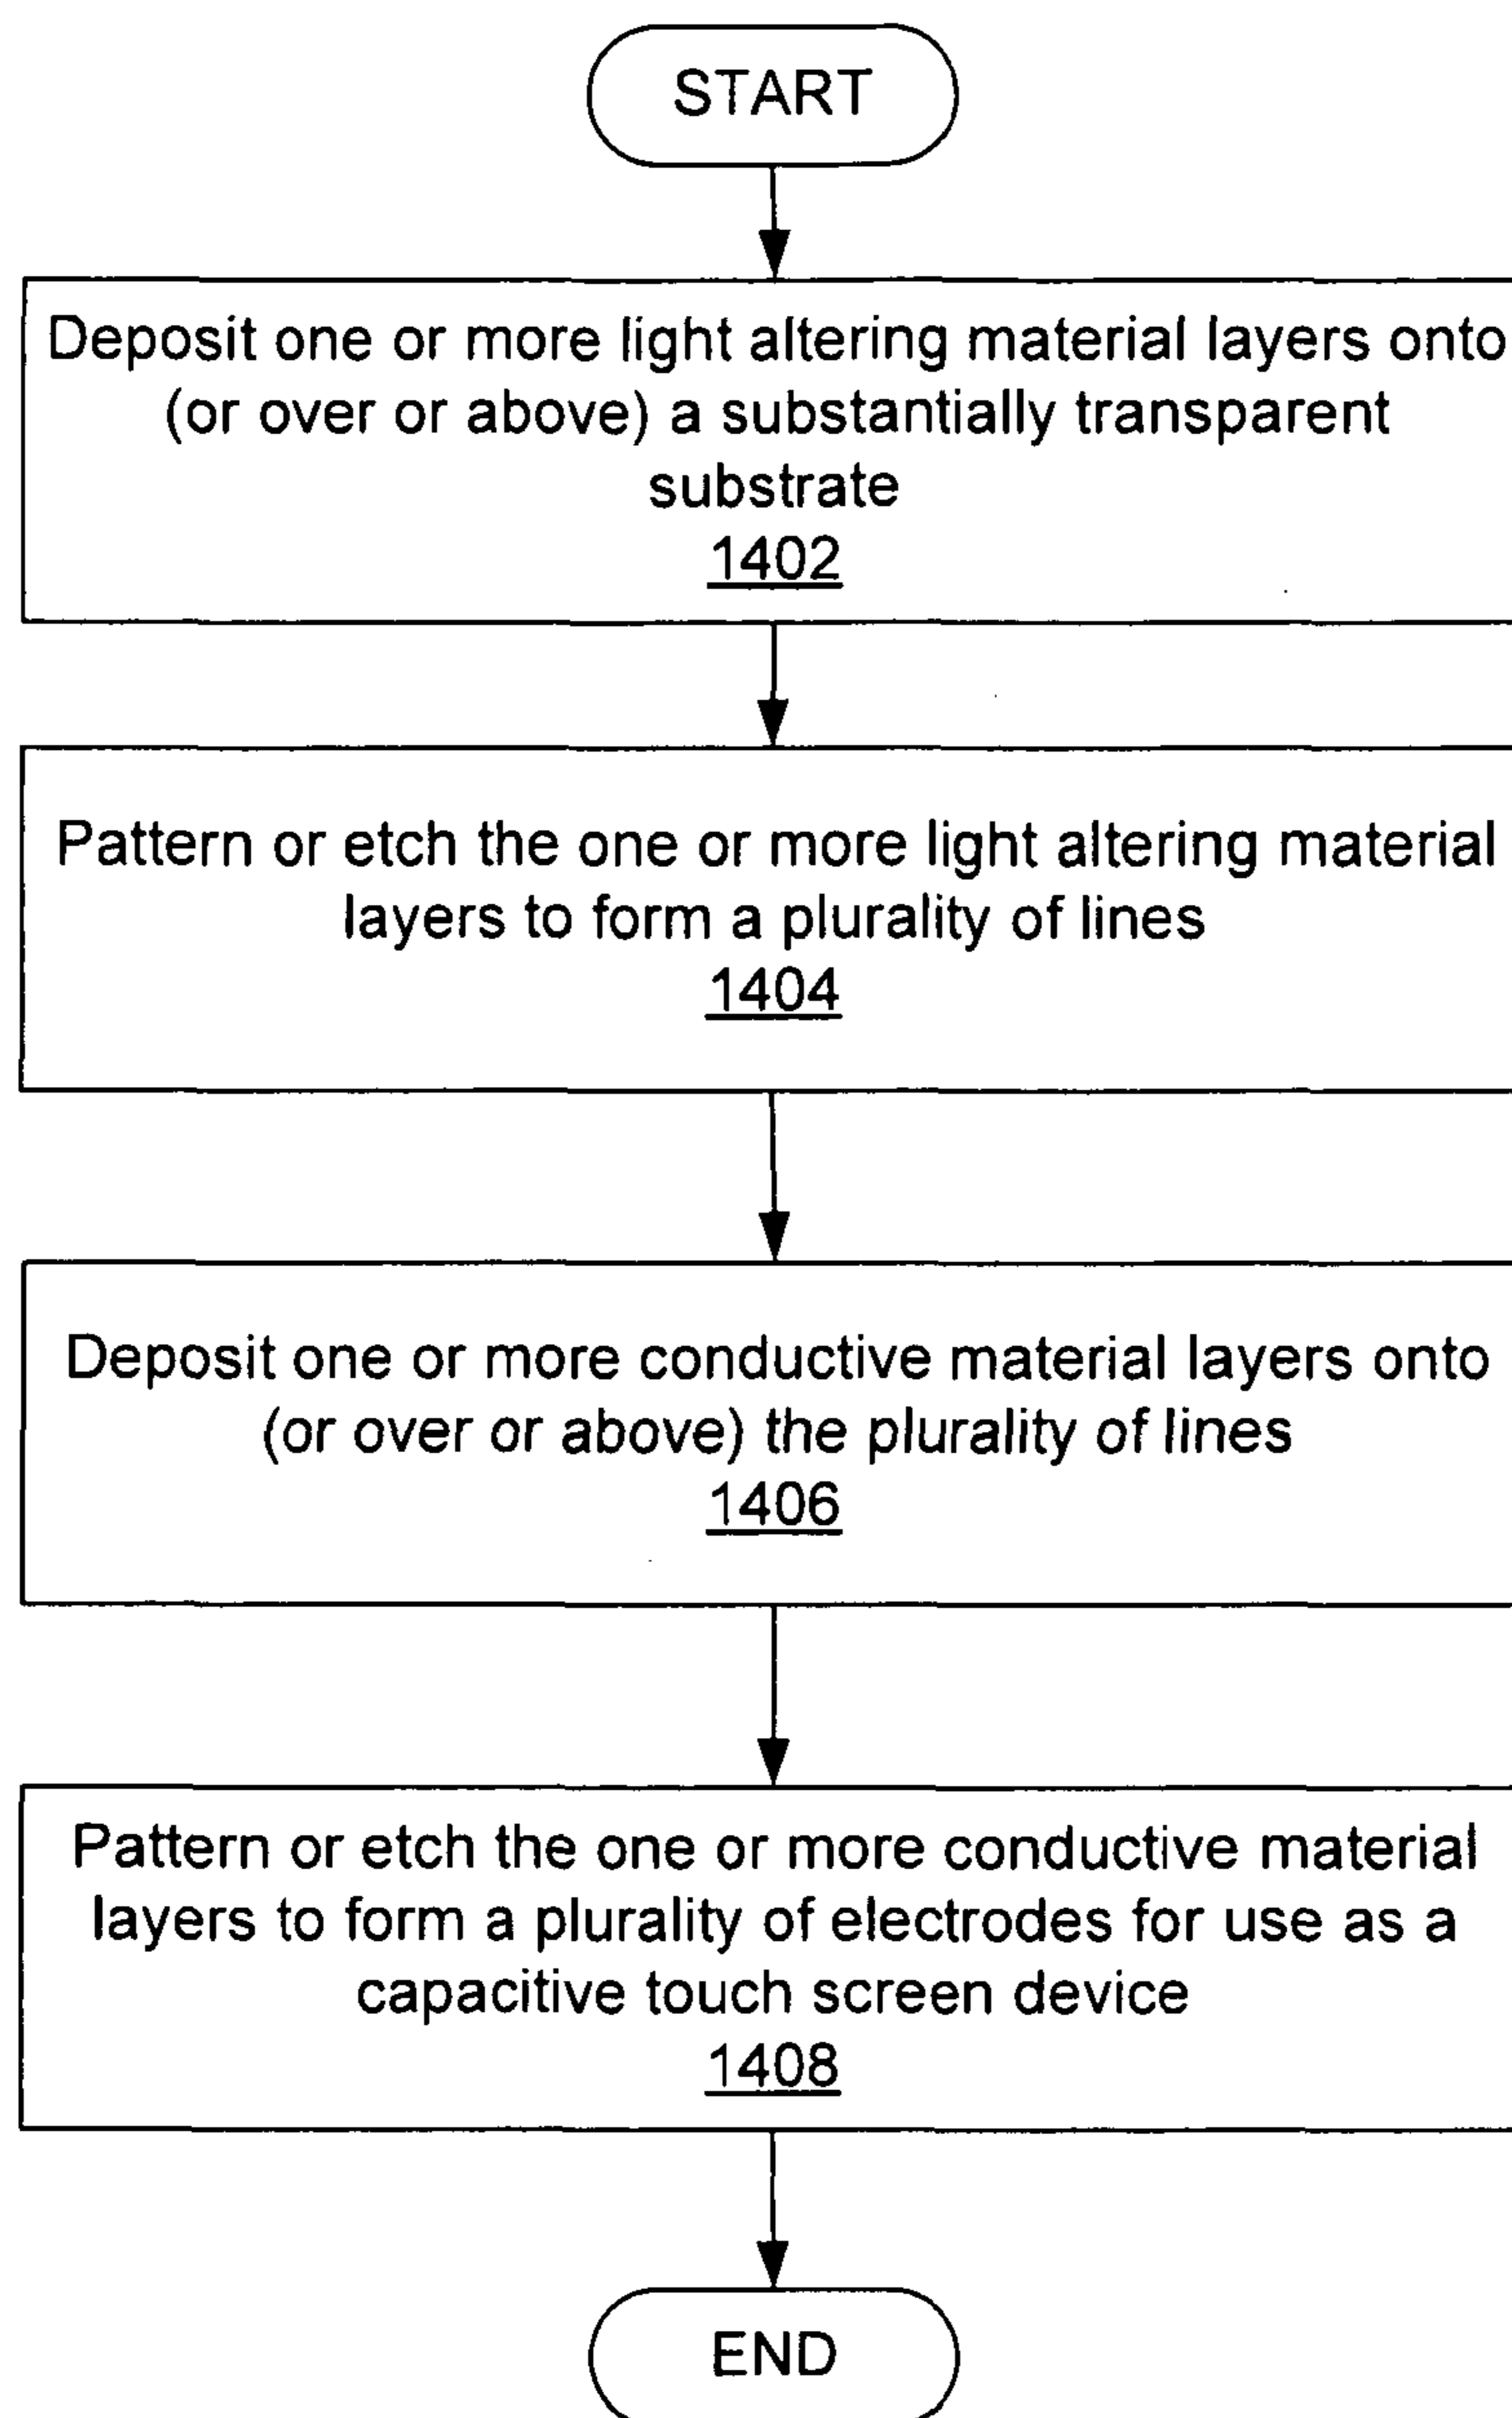 START
Deposit one or more light altering material layers onto
(or over or above) a substantially transparent
substrate
1402
Pattern or etch the one or more light altering material
layers to form a plurality of lines
1404
Deposit one or more conductive material layers onto
(or over or above) the plurality of lines
1406
Pattern or etch the one or more conductive material
layers to form a plurality of electrodes for use as a
capacitive touch screen device
1408
END